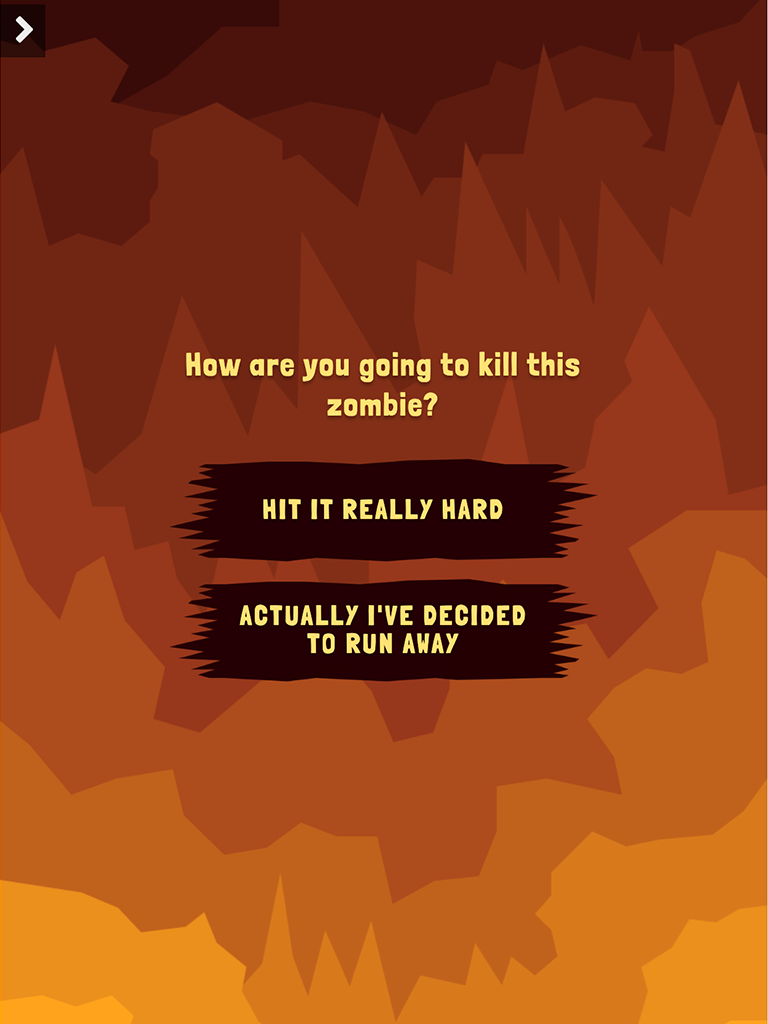 How are you going to kill this
zombie?
HIT IT REALLY HARD
ACTUALLY I'VE DECIDED
TO RUN AWAY